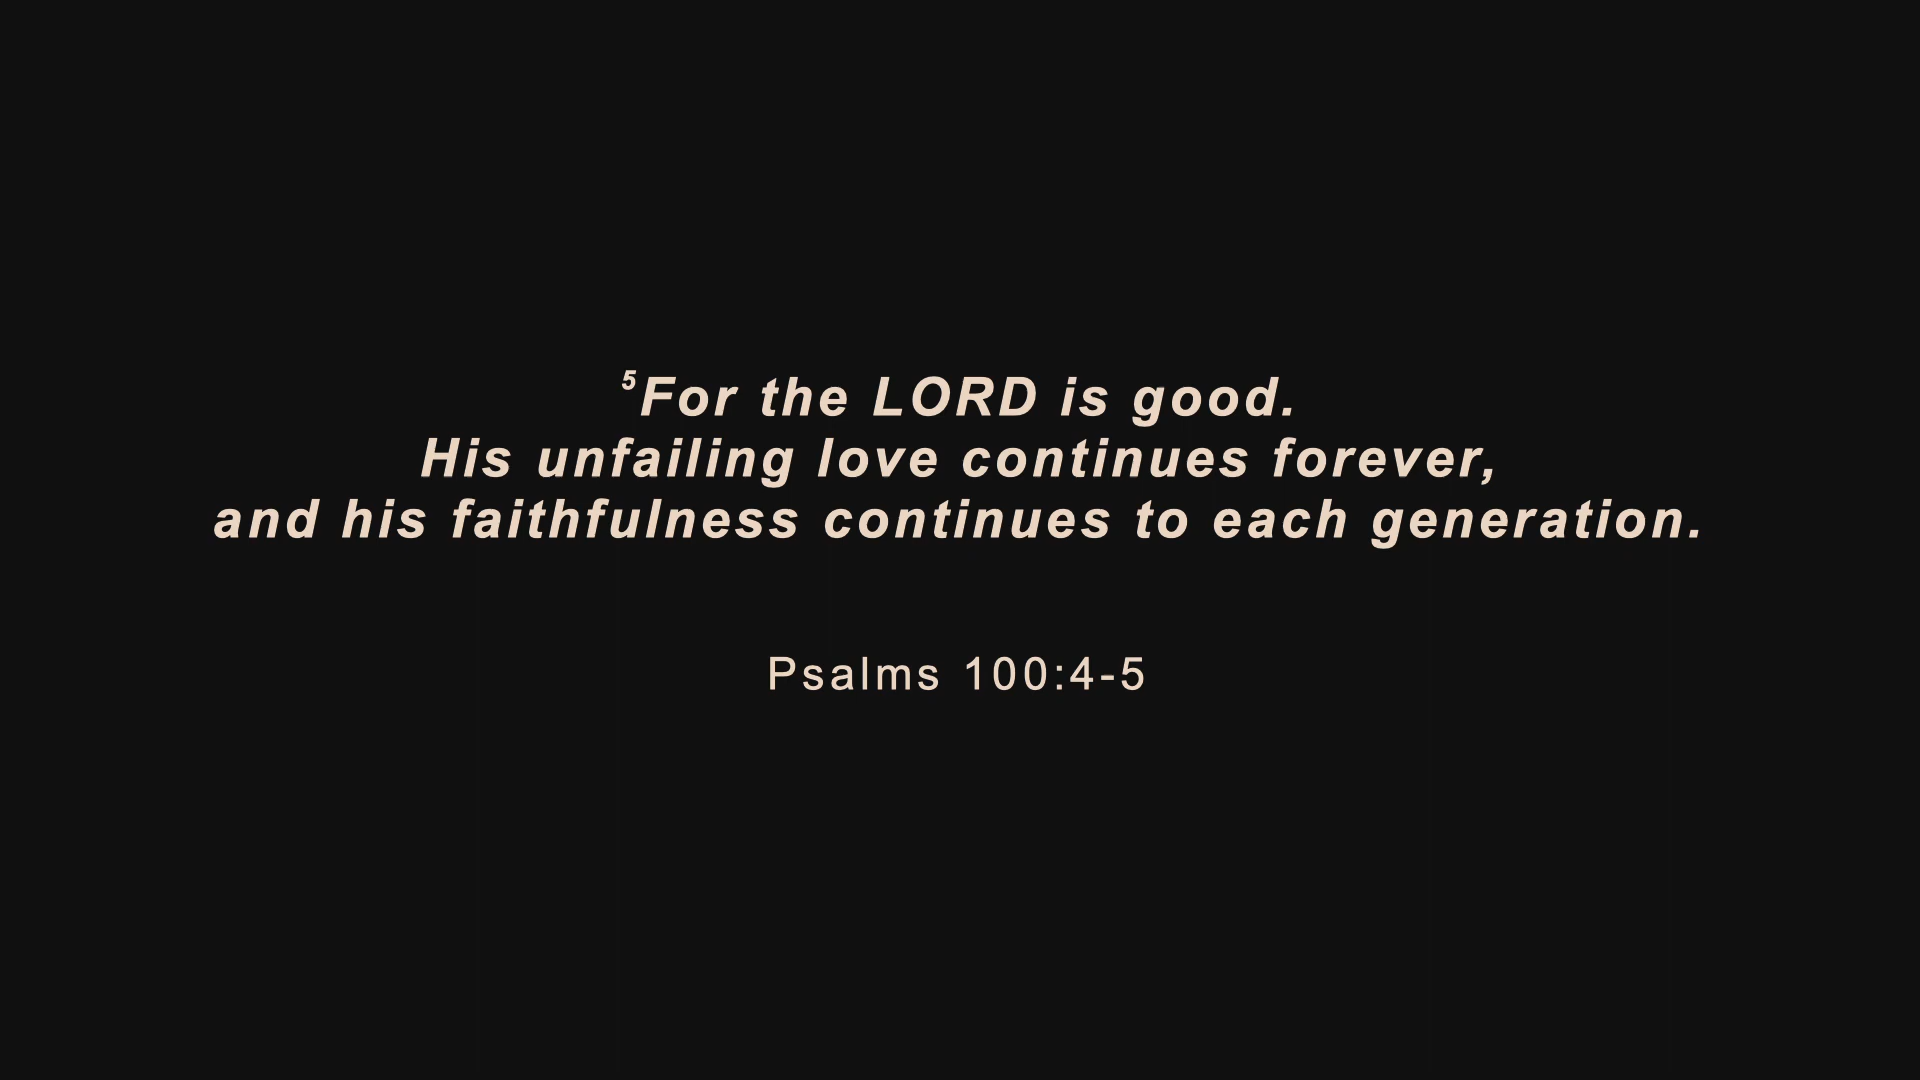 ⁵For the LORD is good.
His unfailing love continues forever,
and his faithfulness continues to each generation.
Psalms 100:4-5